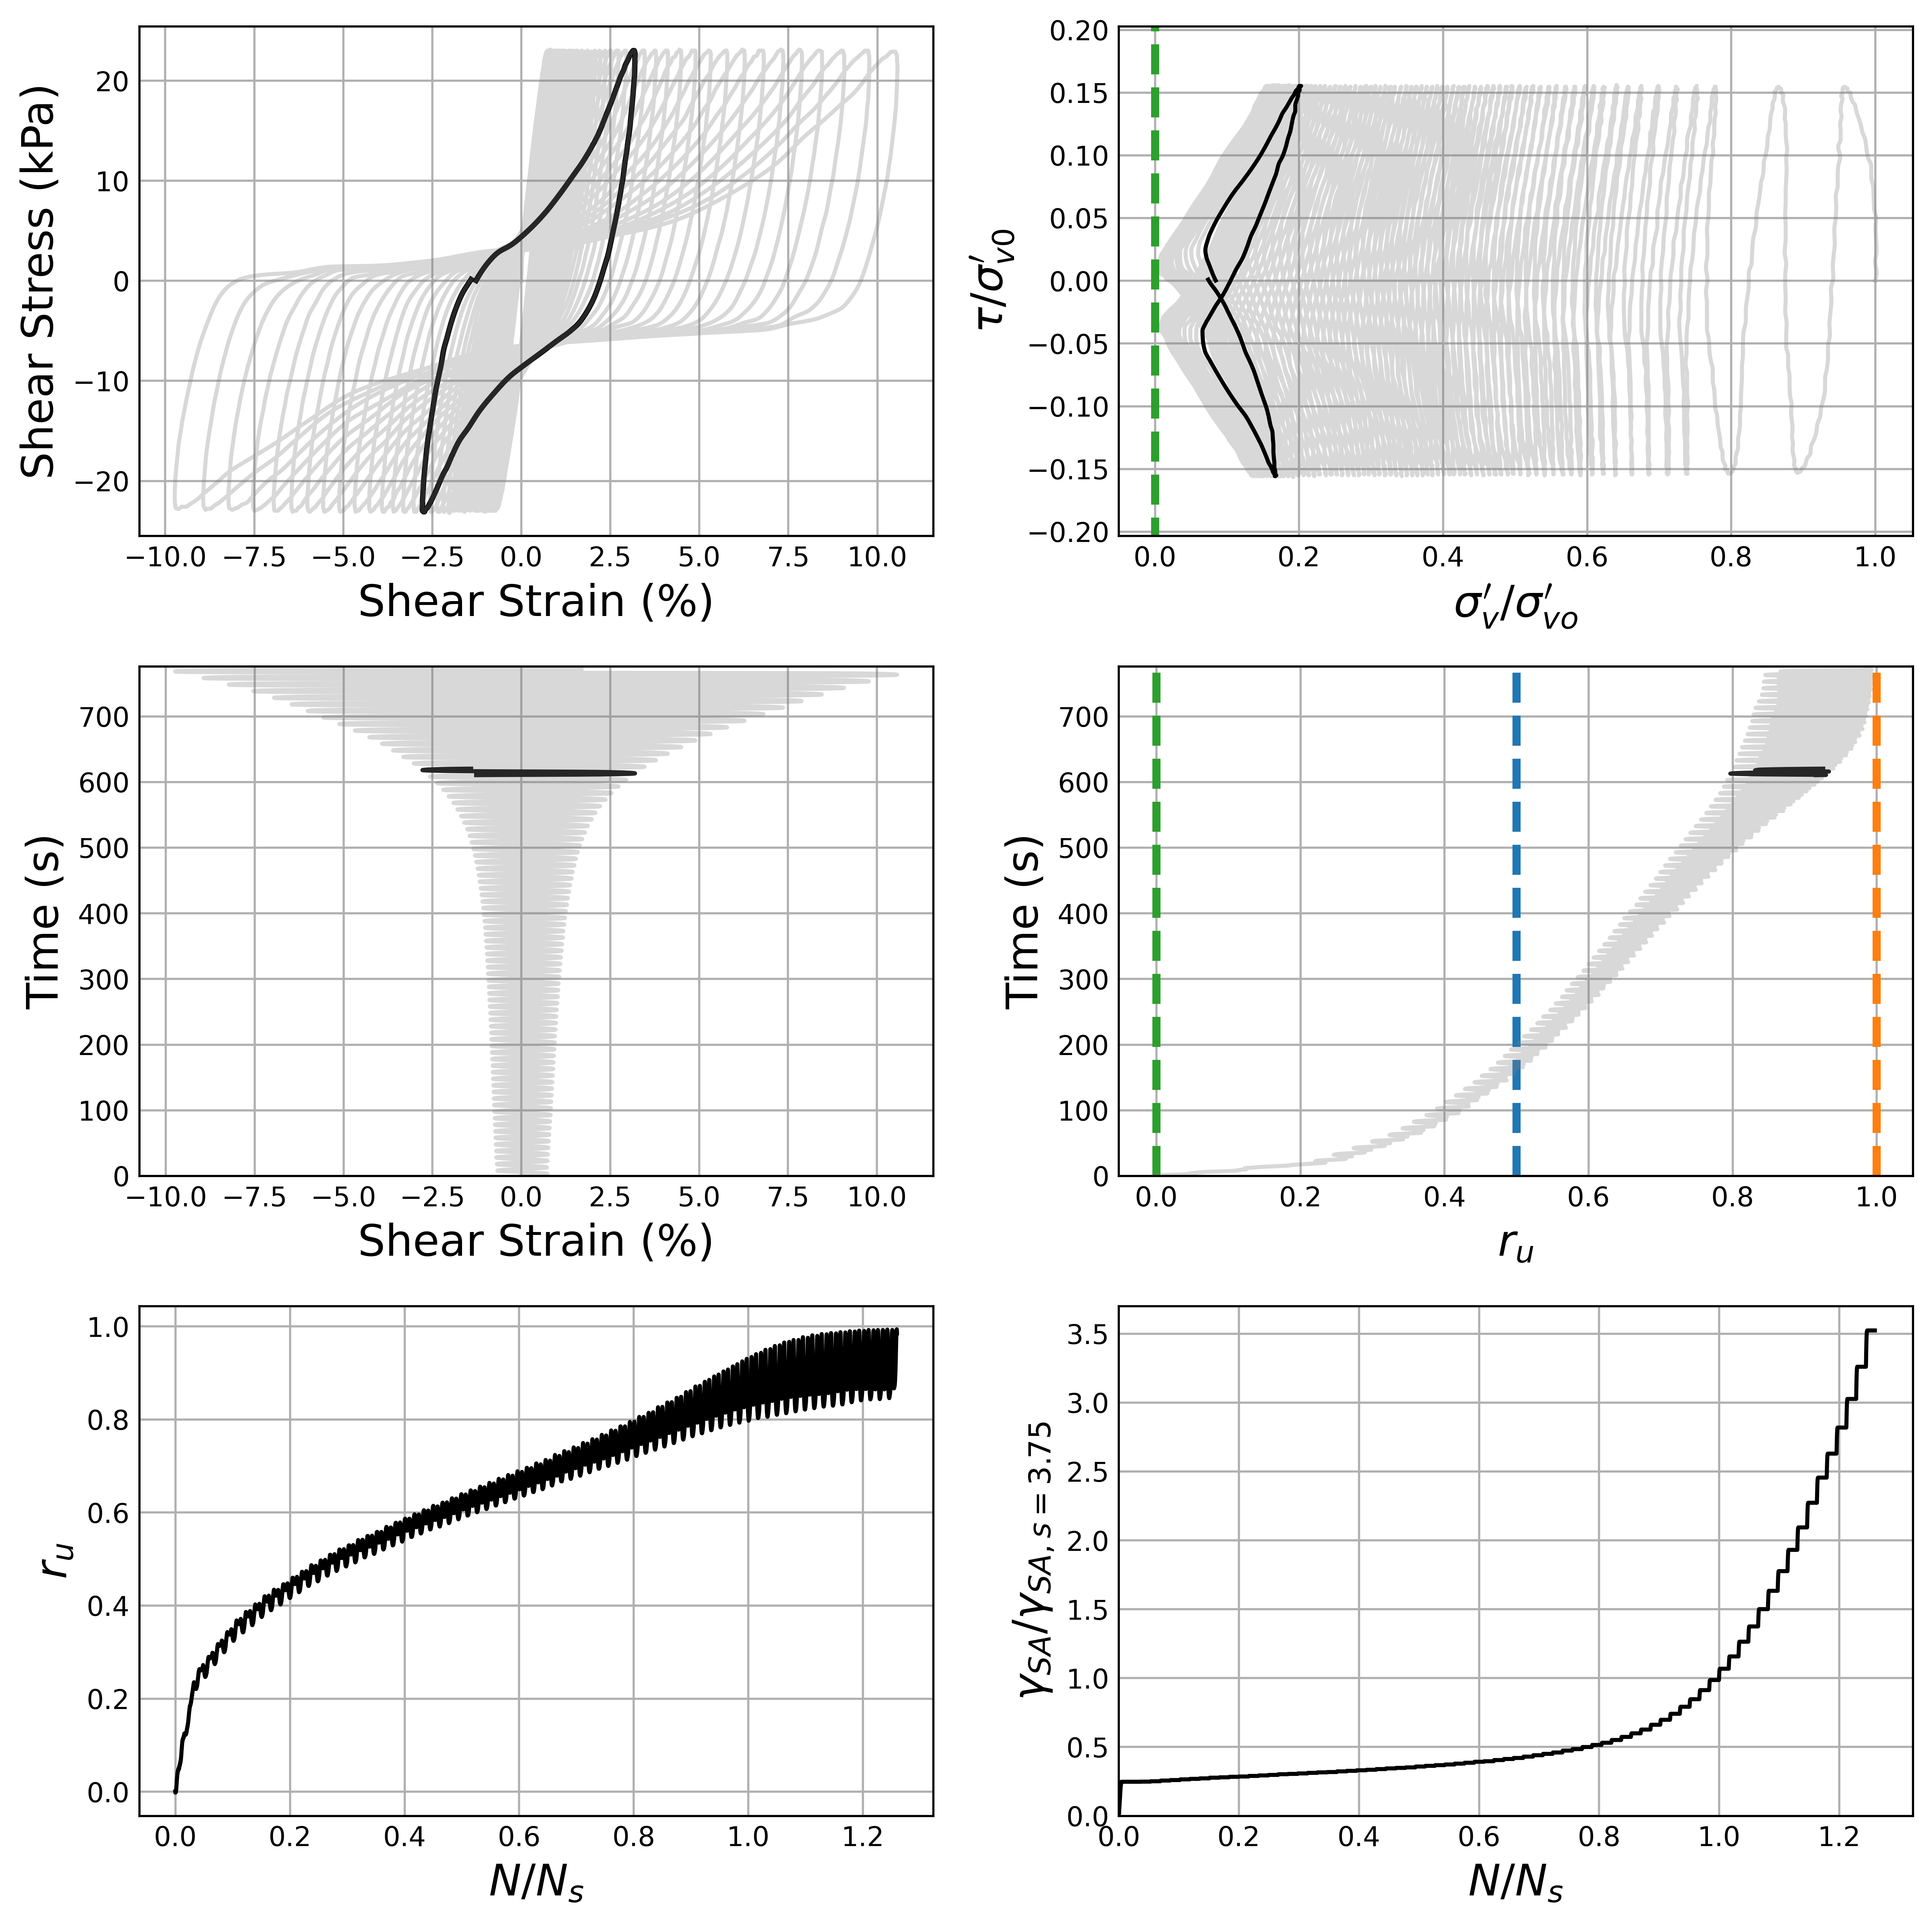 20
10
0
−10
−20
Shear Stress (kPa)
−10.0 −7.5 −5.0 −2.5 0.0 2.5 5.0 7.5 10.0
Shear Strain (%)
0.20
0.15
0.10
0.05
0.00
−0.05
−0.10
−0.15
−0.20
τ/σ′v0
0.0 0.2 0.4 0.6 0.8 1.0
σ′v/σ′vo
700
600
500
400
300
200
100
0
Time (s)
−10.0 −7.5 −5.0 −2.5 0.0 2.5 5.0 7.5 10.0
Shear Strain (%)
700
600
500
400
300
200
100
0
Time (s)
0.0 0.2 0.4 0.6 0.8 1.0
ru
1.0
0.8
0.6
0.4
0.2
0.0
ru
0.0 0.2 0.4 0.6 0.8 1.0 1.2
N/Ns
3.5
3.0
2.5
2.0
1.5
1.0
0.5
0.0
γSA/γSA, s = 3.75
0.0 0.2 0.4 0.6 0.8 1.0 1.2
N/Ns